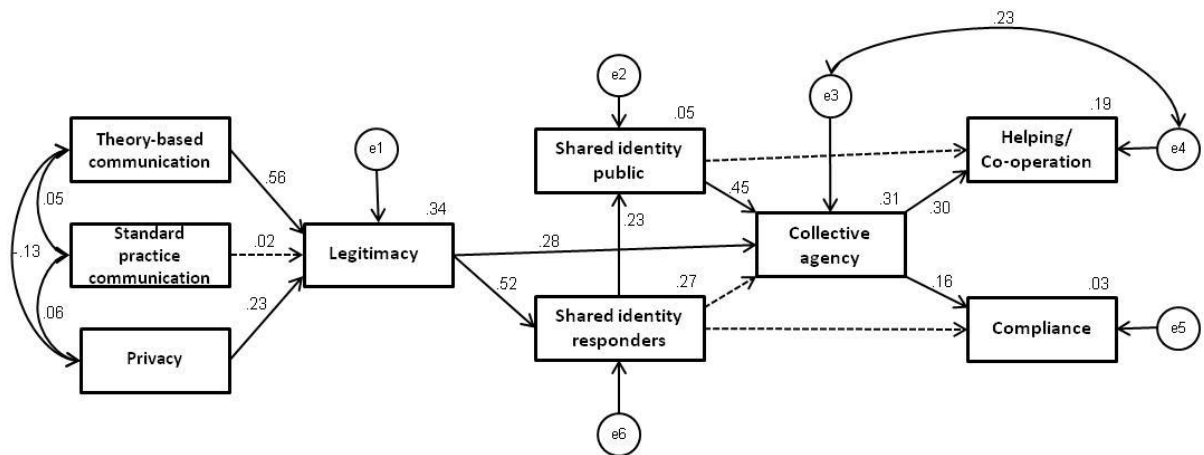 .23
e2
e3
.05
.19
Theory-based
communication
e1
Shared identity
public
Helping/
Co-operation
e4
.56
.45
.31
.30
.05
.34
.23
Standard
practice
communication
.02
Legitimacy
.28
Collective
agency
-.13
.52
.27
.16
.03
.06
.23
Privacy
Shared identity
responders
Compliance
e5
e6